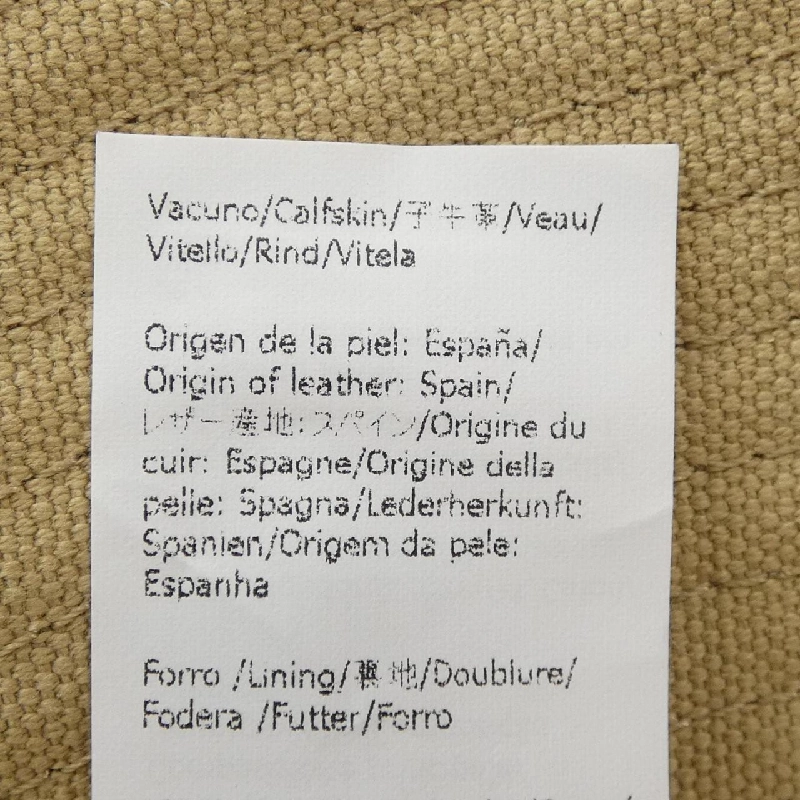 Vacuno/Calfskin/子牛革/Veau/
Vitello/Rind/Vitela
Origen de la piel: España/
Origin of leather: Spain/
レザー産地:スペイン/Origine du
cuir: Espagne/Origine della
pelle: Spagna/Lederherkunft:
Spanien/Origem da pele:
Espanha
Forro /Lining/裏地/Doublure/
Fodera /Futter/Forro